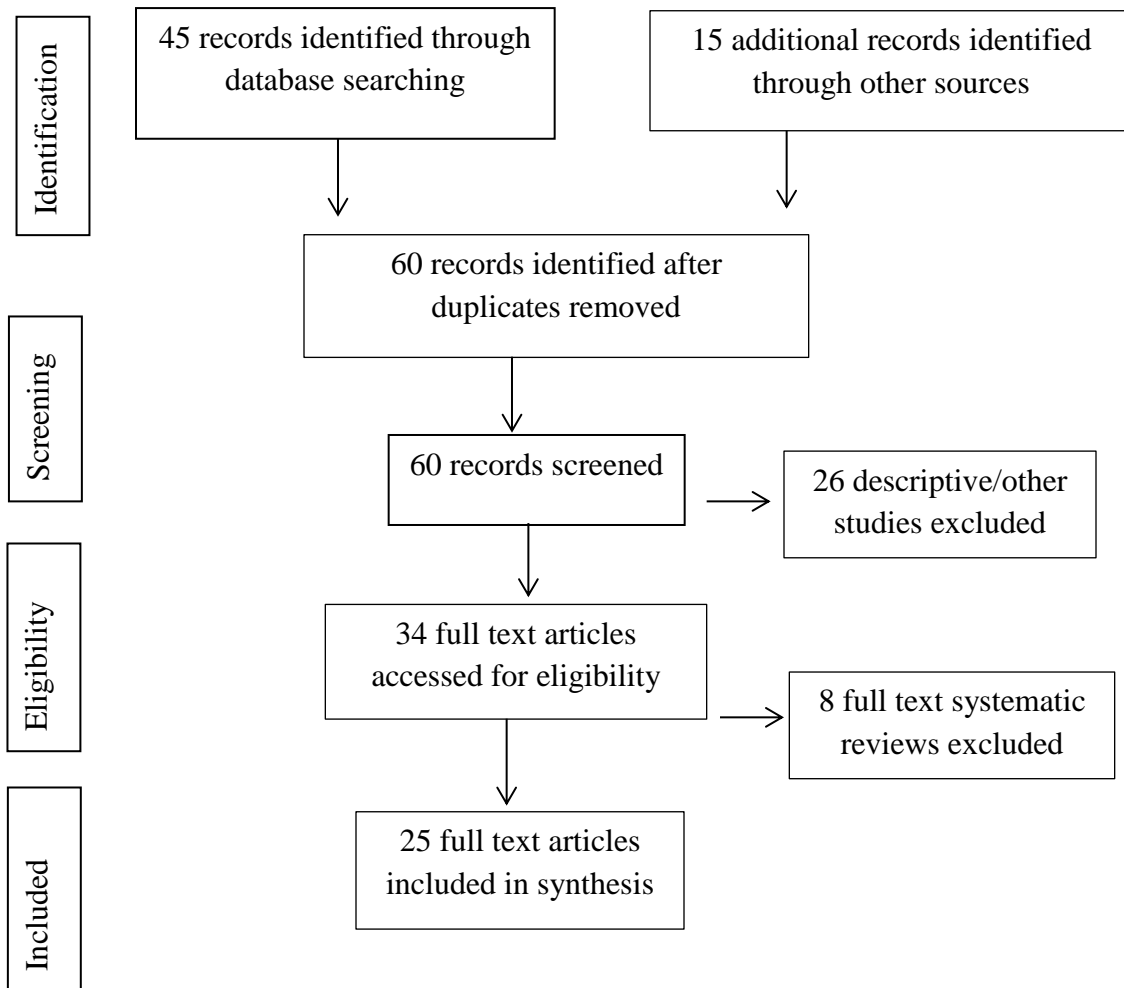 Identification
45 records identified through
database searching
15 additional records identified
through other sources
60 records identified after
duplicates removed
Screening
60 records screened
26 descriptive/other
studies excluded
Eligibility
34 full text articles
accessed for eligibility
8 full text systematic
reviews excluded
Included
25 full text articles
included in synthesis